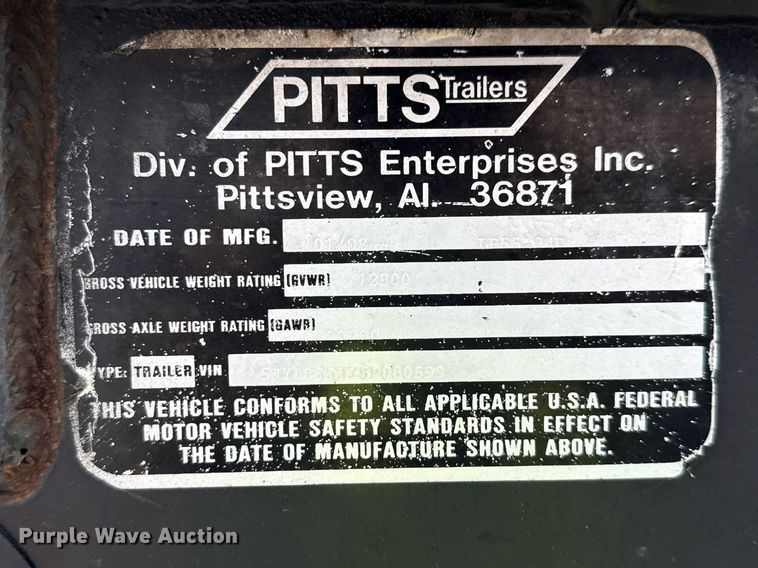 PITTS Trailers
Div. of PITTS Enterprises Inc.
Pittsview, Al. 36871
DATE OF MFG. 01/07
GROSS VEHICLE WEIGHT RATING (GVWR)
GROSS AXLE WEIGHT RATING (GAWR)
TYPE: TRAILER VIN
THIS VEHICLE CONFORMS TO ALL APPLICABLE U.S.A. FEDERAL
MOTOR VEHICLE SAFETY STANDARDS IN EFFECT ON
THE DATE OF MANUFACTURE SHOWN ABOVE.
Purple Wave Auction